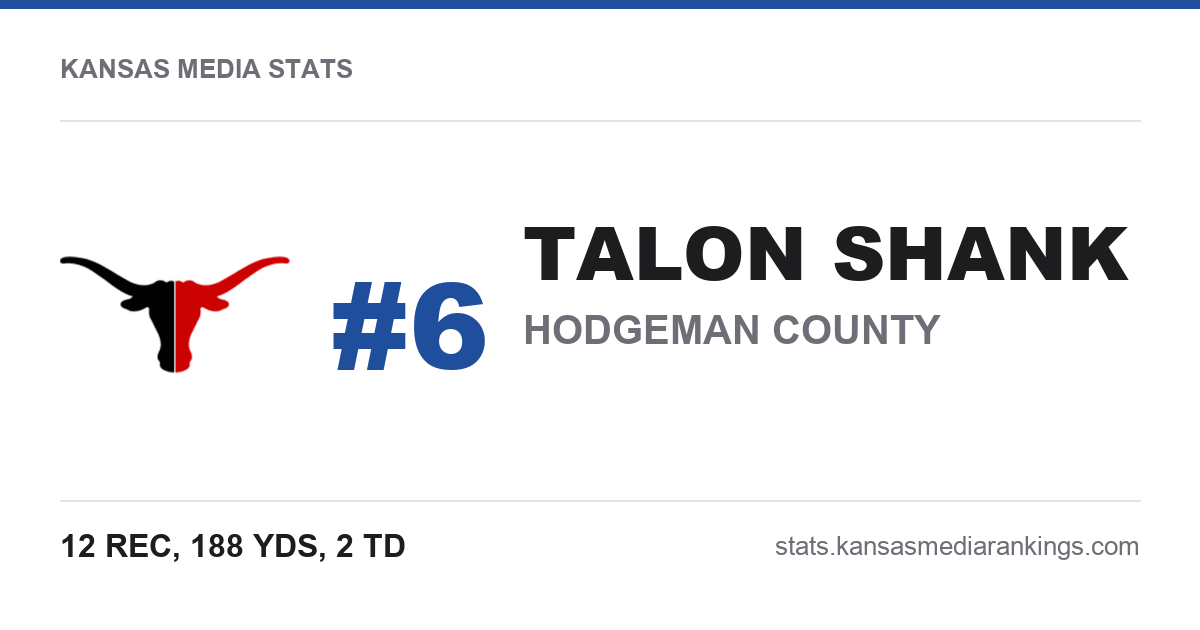 KANSAS MEDIA STATS
#6
TALON SHANK
HODGEMAN COUNTY
12 REC, 188 YDS, 2 TD
stats.kansasmediarankings.com